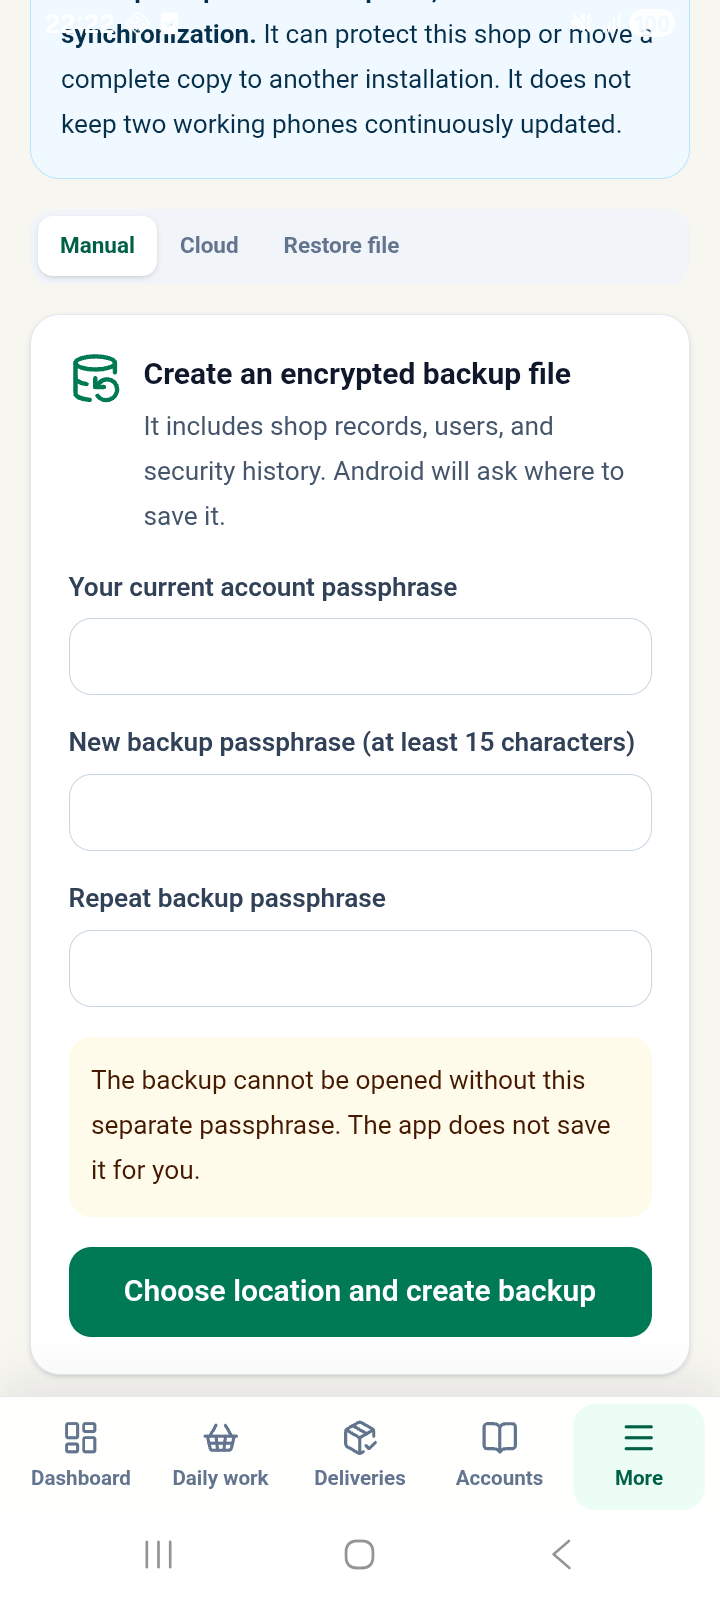 22:22
100
synchronization. It can protect this shop or move a
complete copy to another installation. It does not
keep two working phones continuously updated.
Manual Cloud Restore file
Create an encrypted backup file
It includes shop records, users, and
security history. Android will ask where to
save it.
Your current account passphrase
New backup passphrase (at least 15 characters)
Repeat backup passphrase
The backup cannot be opened without this
separate passphrase. The app does not save
it for you.
Choose location and create backup
Dashboard Daily work Deliveries Accounts More